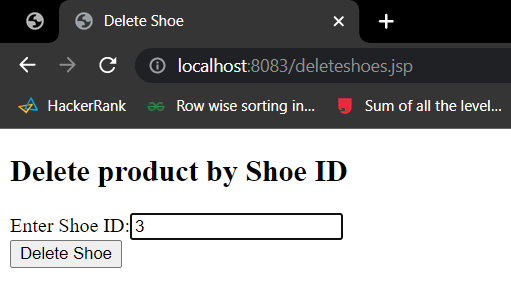 Delete Shoe
localhost:8083/deleteshoes.jsp
HackerRank Row wise sorting in... Sum of all the level...
Delete product by Shoe ID
Enter Shoe ID: 3
Delete Shoe